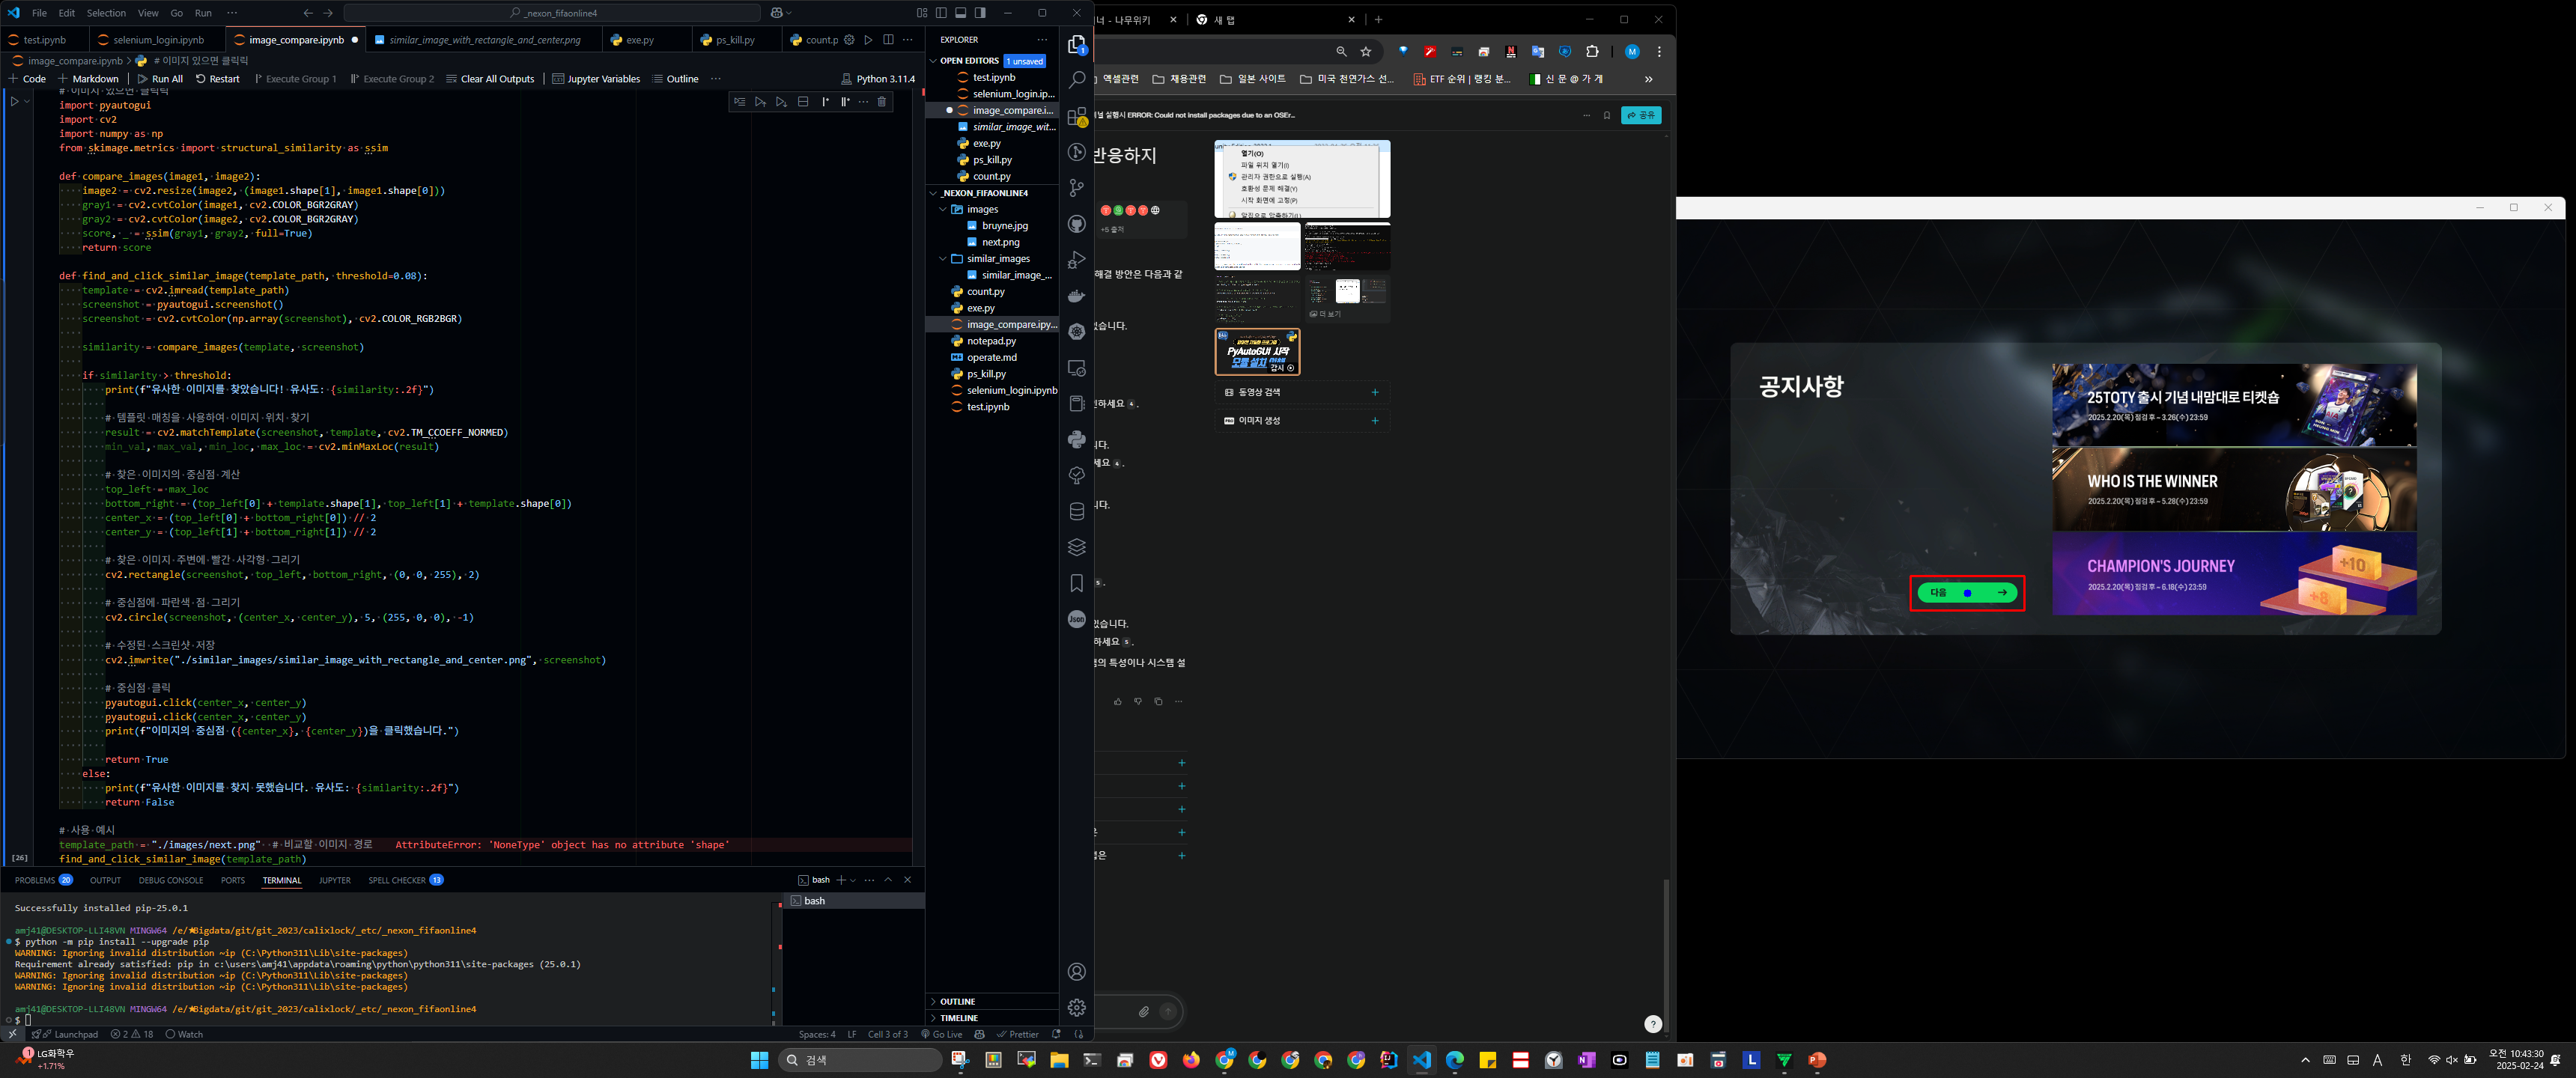 File Edit Selection View Go Run ···
_nexon_fifaonline4
test.ipynb
selenium_login.ipynb
image_compare.ipynb
similar_image_with_rectangle_and_center.png
exe.py
ps_kill.py
count.p
image_compare.ipynb > # 이미지 있으면 클릭릭
Code
Markdown
Run All
Restart
Execute Group 1
Execute Group 2
Clear All Outputs
Jupyter Variables
Outline
Python 3.11.4
# 이미지 있으면 클릭릭
import pyautogui
import cv2
import numpy as np
from skimage.metrics import structural_similarity as ssim
def compare_images(image1, image2):
image2 = cv2.resize(image2, (image1.shape[1], image1.shape[0]))
gray1 = cv2.cvtColor(image1, cv2.COLOR_BGR2GRAY)
gray2 = cv2.cvtColor(image2, cv2.COLOR_BGR2GRAY)
score, _ = ssim(gray1, gray2, full=True)
return score
def find_and_click_similar_image(template_path, threshold=0.08):
template = cv2.imread(template_path)
screenshot = pyautogui.screenshot()
screenshot = cv2.cvtColor(np.array(screenshot), cv2.COLOR_RGB2BGR)
similarity = compare_images(template, screenshot)
if similarity > threshold:
print(f"유사한 이미지를 찾았습니다! 유사도: {similarity:.2f}")
# 템플릿 매칭을 사용하여 이미지 위치 찾기
result = cv2.matchTemplate(screenshot, template, cv2.TM_CCOEFF_NORMED)
min_val, max_val, min_loc, max_loc = cv2.minMaxLoc(result)
# 찾은 이미지의 중심점 계산
top_left = max_loc
bottom_right = (top_left[0] + template.shape[1], top_left[1] + template.shape[0])
center_x = (top_left[0] + bottom_right[0]) // 2
center_y = (top_left[1] + bottom_right[1]) // 2
# 찾은 이미지 주변에 빨간 사각형 그리기
cv2.rectangle(screenshot, top_left, bottom_right, (0, 0, 255), 2)
# 중심점에 파란색 점 그리기
cv2.circle(screenshot, (center_x, center_y), 5, (255, 0, 0), -1)
# 수정된 스크린샷 저장
cv2.imwrite("./similar_images/similar_image_with_rectangle_and_center.png", screenshot)
# 중심점 클릭
pyautogui.click(center_x, center_y)
pyautogui.click(center_x, center_y)
print(f"이미지의 중심점 ({center_x}, {center_y})을 클릭했습니다.")
return True
else:
print(f"유사한 이미지를 찾지 못했습니다. 유사도: {similarity:.2f}")
return False
# 사용 예시
template_path = "./images/next.png" # 비교할 이미지 경로 AttributeError: 'NoneType' object has no attribute 'shape'
find_and_click_similar_image(template_path)
[26]
PROBLEMS 20 OUTPUT DEBUG CONSOLE PORTS TERMINAL JUPYTER SPELL CHECKER 13
bash
bash
Successfully installed pip-25.0.1
amj41@DESKTOP-LLI48VN MINGW64 /e/★Bigdata/git/git_2023/calixlock/_etc/_nexon_fifaonline4
$ python -m pip install --upgrade pip
WARNING: Ignoring invalid distribution ~ip (C:\Python311\Lib\site-packages)
Requirement already satisfied: pip in c:\users\amj41\appdata\roaming\python\python311\site-packages (25.0.1)
WARNING: Ignoring invalid distribution ~ip (C:\Python311\Lib\site-packages)
WARNING: Ignoring invalid distribution ~ip (C:\Python311\Lib\site-packages)
amj41@DESKTOP-LLI48VN MINGW64 /e/★Bigdata/git/git_2023/calixlock/_etc/_nexon_fifaonline4
$
Launchpad 2 18 Watch
Spaces: 4 LF Cell 3 of 3 Go Live Prettier
EXPLORER
OPEN EDITORS 1 unsaved
test.ipynb
selenium_login.ip...
image_compare.i...
similar_image_wit...
exe.py
ps_kill.py
count.py
_NEXON_FIFAONLINE4
images
bruyne.jpg
next.png
similar_images
similar_image_...
count.py
exe.py
image_compare.ipy...
notepad.py
operate.md
ps_kill.py
selenium_login.ipynb
test.ipynb
OUTLINE
TIMELINE
1
Json
너 - 나무위키
새 탭
M
엑셀관련
채용관련
일본 사이트
미국 천연가스 선...
ETF 순위 | 랭킹 분...
신 문 @ 가 게
널 실행시 ERROR: Could not install packages due to an OSEr...
공유
반응하지
+8 출처
해결 방안은 다음과 같
있습니다.
인하세요 4 .
니다.
세요 4 .
니다.
5 .
있습니다.
하세요 5 .
점의 특성이나 시스템 설
열기(O)
파일 위치 열기(I)
관리자 권한으로 실행(A)
호환성 문제 해결(Y)
시작 화면에 고정(P)
더 보기
PyAutoGUI 시작
모듈 설치
동영상 검색
이미지 생성
은
?
공지사항
다음
25TOTY 출시 기념 내맘대로 티켓숍
2025.2.20(목) 점검 후 ~ 3.26(수) 23:59
WHO IS THE WINNER
2025.2.20(목) 점검 후 ~ 5.28(수) 23:59
CHAMPION'S JOURNEY
2025.2.20(목) 점검 후 ~ 6.18(수) 23:59
+10
+8
LG화학우
+1.71%
검색
A 한
오전 10:43:30
2025-02-24